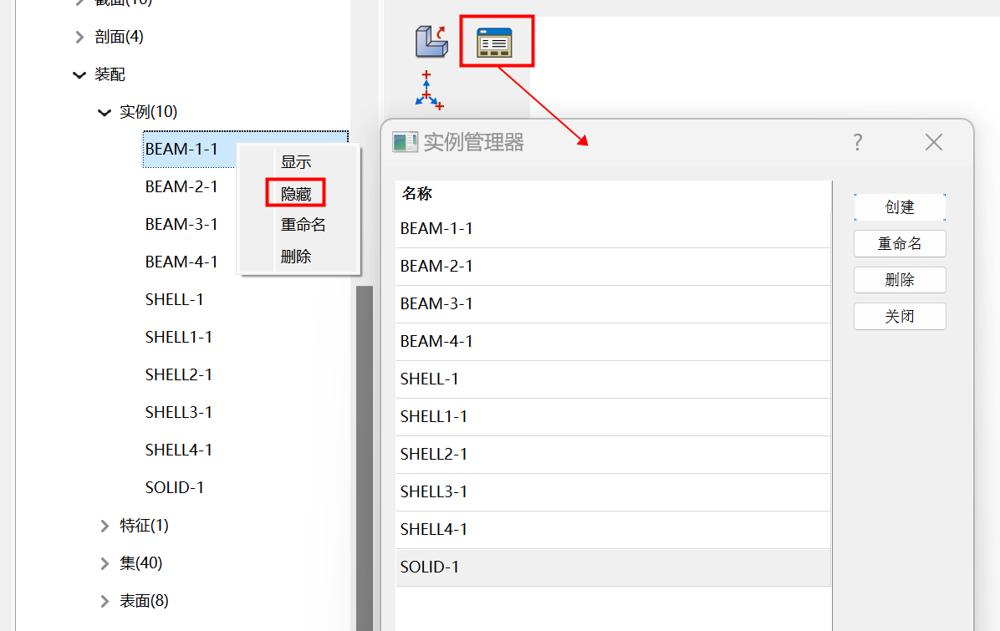 截面(10)
剖面(4)
装配
实例(10)
BEAM-1-1
BEAM-2-1
BEAM-3-1
BEAM-4-1
SHELL-1
SHELL1-1
SHELL2-1
SHELL3-1
SHELL4-1
SOLID-1
特征(1)
集(40)
表面(8)
显示
隐藏
重命名
删除
实例管理器
?
名称
BEAM-1-1
BEAM-2-1
BEAM-3-1
BEAM-4-1
SHELL-1
SHELL1-1
SHELL2-1
SHELL3-1
SHELL4-1
SOLID-1
创建
重命名
删除
关闭